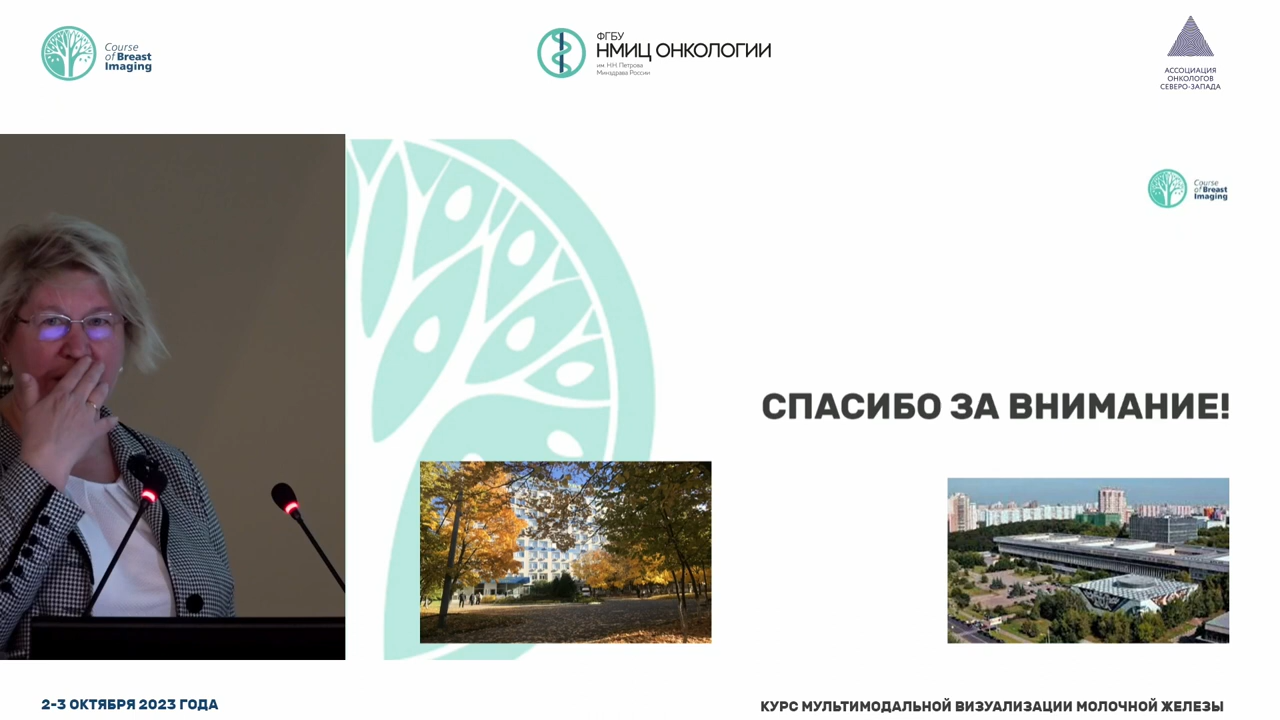 Course
of Breast
Imaging
ФГБУ
НМИЦ ОНКОЛОГИИ
им. Н.Н. Петрова
Минздрава России
АССОЦИАЦИЯ
ОНКОЛОГОВ
СЕВЕРО-ЗАПАДА
Course
of Breast
Imaging
СПАСИБО ЗА ВНИМАНИЕ!
2-3 ОКТЯБРЯ 2023 ГОДА
КУРС МУЛЬТИМОДАЛЬНОЙ ВИЗУАЛИЗАЦИИ МОЛОЧНОЙ ЖЕЛЕЗЫ